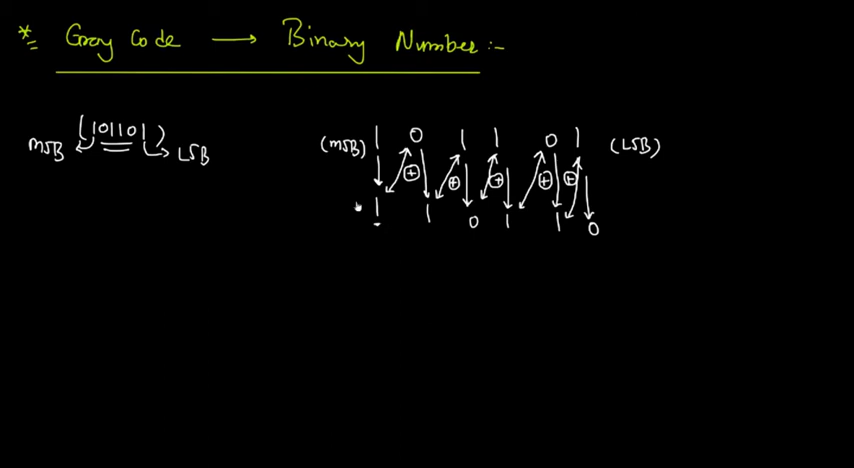 * Gray Code → Binary Number :-
MSB (101101) LSB
(MSB) 1 0 1 1 0 1 (LSB)
⊕ ⊕ ⊕ ⊕ ⊕
1 1 0 1 1 0